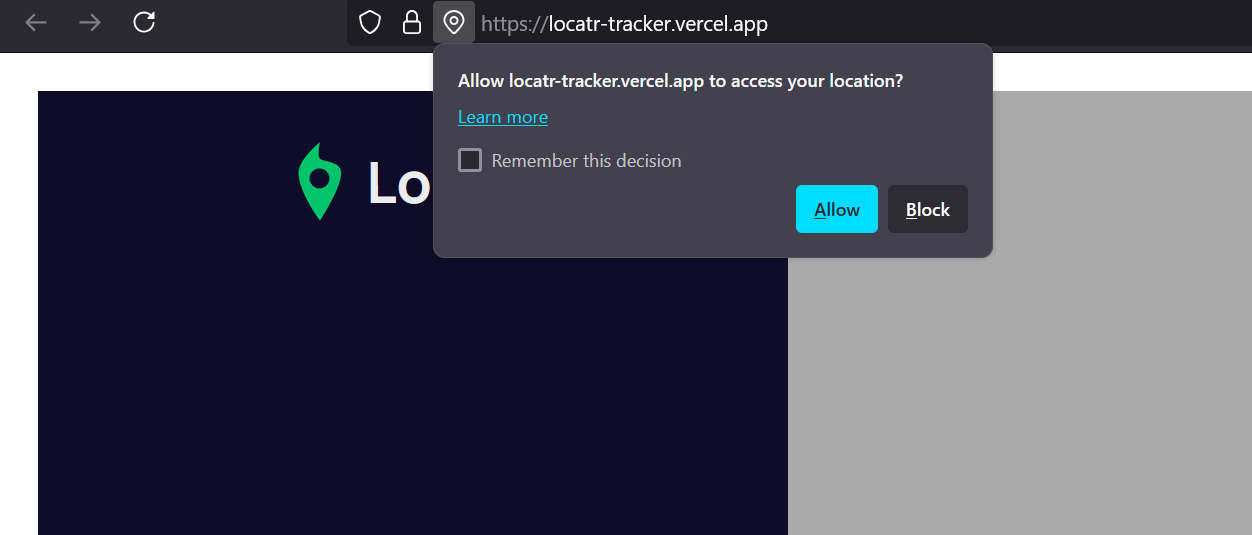 https://locatr-tracker.vercel.app
Allow locatr-tracker.vercel.app to access your location?
Learn more
Remember this decision
Allow
Block
Lo